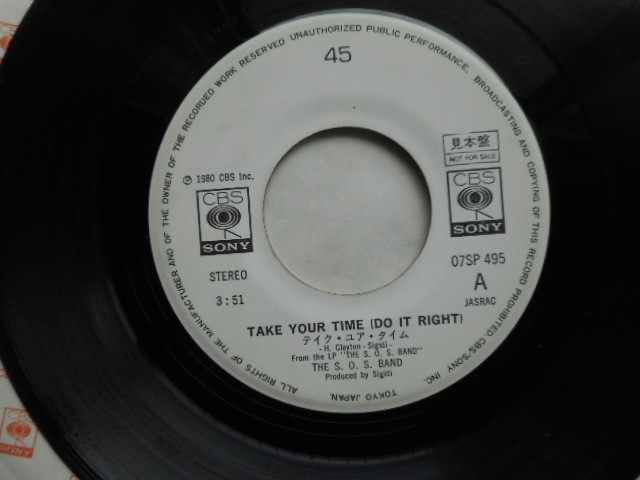 ALL RIGHTS OF THE MANUFACTURER AND OF THE OWNER OF THE RECORDED WORK RESERVED UNAUTHORIZED PUBLIC PERFORMANCE, BROADCASTING AND COPYING OF THIS RECORD PROHIBITED. CBS/SONY INC.
TOKYO JAPAN.
45
見本盤
NOT FOR SALE
℗ 1980 CBS Inc.
CBS
SONY
CBS
SONY
STEREO
3:51
07SP 495
A
JASRAC
TAKE YOUR TIME (DO IT RIGHT)
テイク・ユア・タイム
- H. Clayton - Sigidi -
From the LP "THE S. O. S. BAND"
THE S. O. S. BAND
Produced by Sigidi